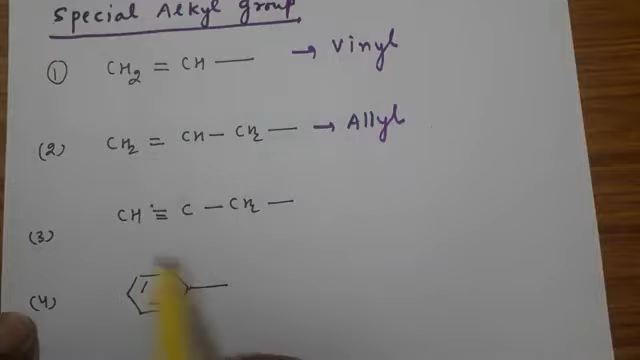 Special Alkyl Group
① CH₂ = CH — → Vinyl
(2) CH₂ = CH — CH₂ — → Allyl
(3) CH ≡ C — CH₂ —
(4)